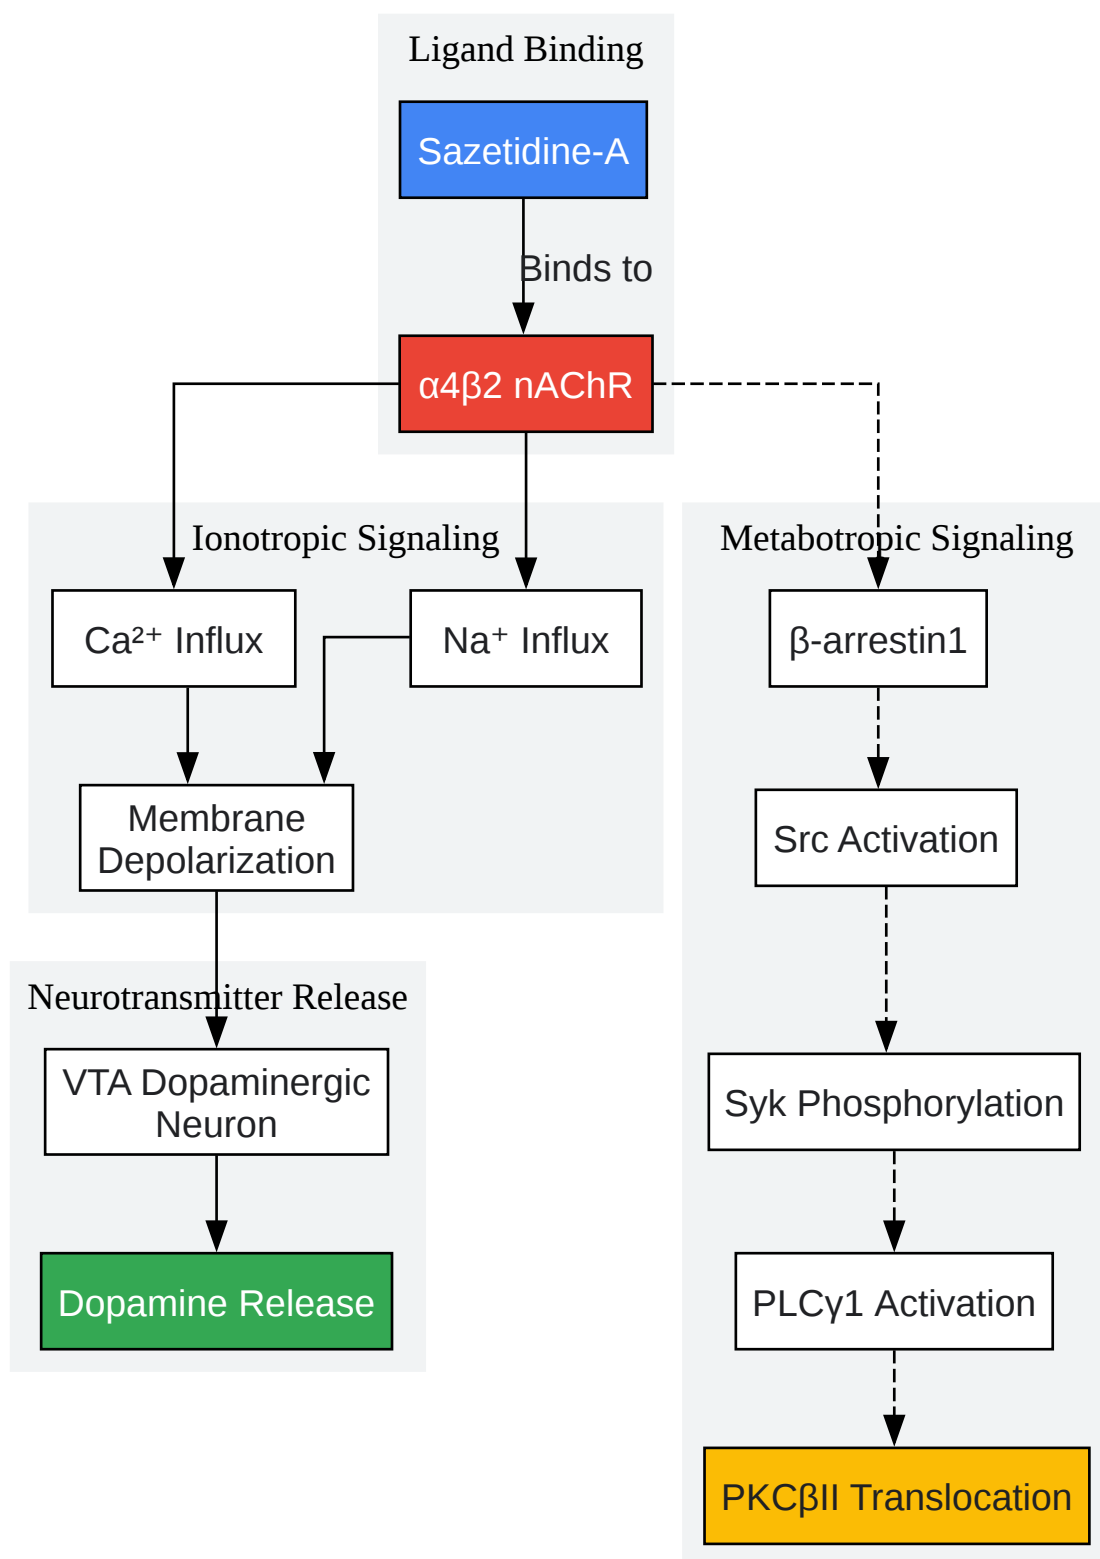 Ligand Binding
Sazetidine-A
Binds to
α4β2 nAChR
Ionotropic Signaling
Ca²⁺ Influx
Na⁺ Influx
Membrane
Depolarization
Neurotransmitter Release
VTA Dopaminergic
Neuron
Dopamine Release
Metabotropic Signaling
β-arrestin1
Src Activation
Syk Phosphorylation
PLCγ1 Activation
PKCβII Translocation